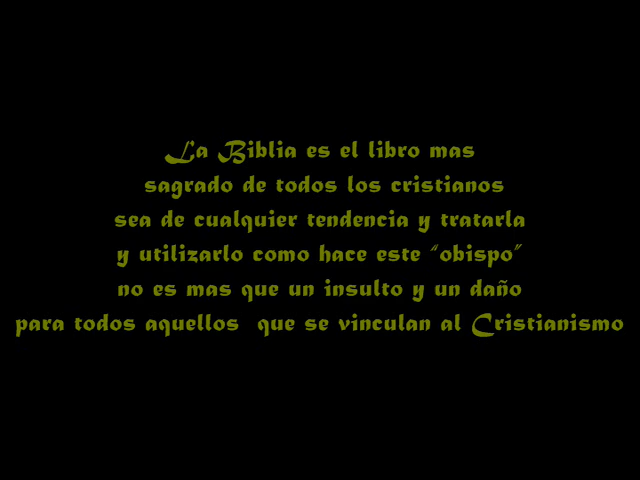 La Biblia es el libro mas
sagrado de todos los cristianos
sea de cualquier tendencia y tratarla
y utilizarlo como hace este “obispo”
no es mas que un insulto y un daño
para todos aquellos que se vinculan al Cristianismo